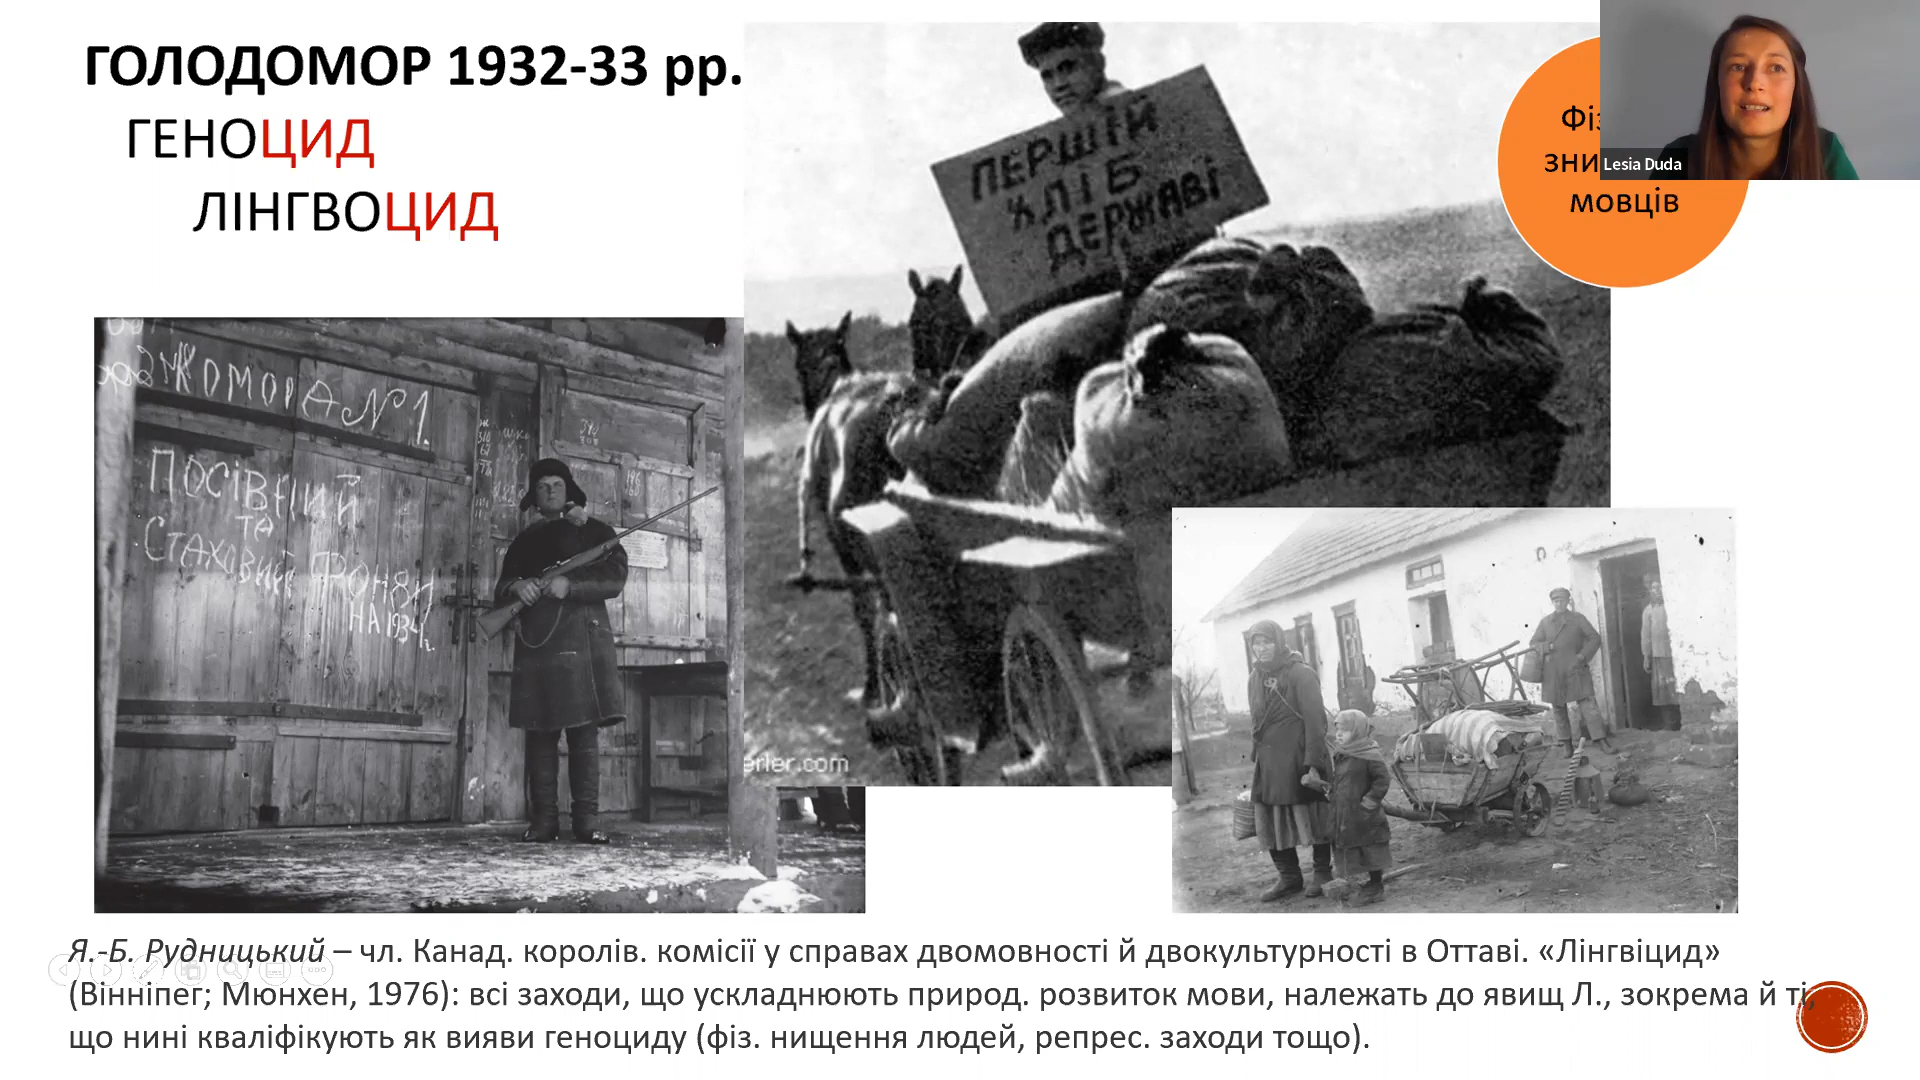 ГОЛОДОМОР 1932-33 рр.
ГЕНОЦИД
ЛІНГВОЦИД
ПЕРШІЙ
ХЛІБ
ДЕРЖАВІ
мовців
Lesia Duda
КОМОРА № 1.
ПОСІВНИЙ
ТА
СТАХОВИЙ ФОНДИ
НА 1934 г.
erler.com
Я.-Б. Рудницький – чл. Канад. королів. комісії у справах двомовності й двокультурності в Оттаві. «Лінгвіцид»
(Вінніпег; Мюнхен, 1976): всі заходи, що ускладнюють природ. розвиток мови, належать до явищ Л., зокрема й ті,
що нині кваліфікують як вияви геноциду (фіз. нищення людей, репрес. заходи тощо).